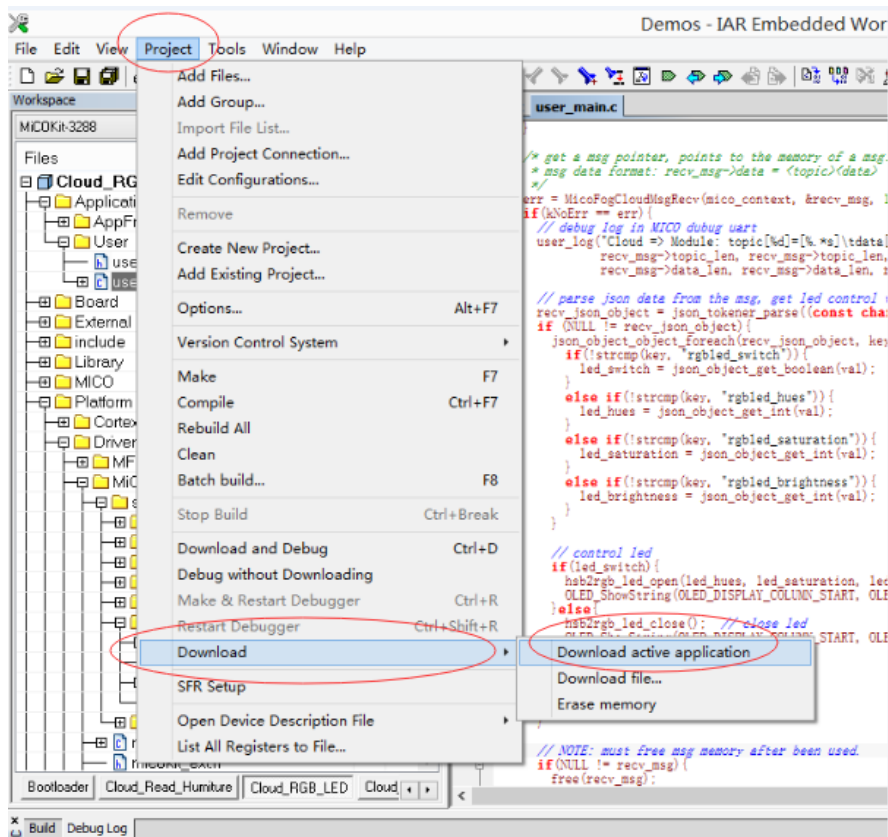 Demos - IAR Embedded Wor
File Edit View Project Tools Window Help
Workspace
MiCOKit-3288
Files
Cloud_RG
Applicati
AppFr
User
use
use
Board
External
include
Library
MICO
Platform
Cortex
Driver
MF
MiC
s
Add Files...
Add Group...
Import File List...
Add Project Connection...
Edit Configurations...
Remove
Create New Project...
Add Existing Project...
Options... Alt+F7
Version Control System
Make F7
Compile Ctrl+F7
Rebuild All
Clean
Batch build... F8
Stop Build Ctrl+Break
Download and Debug Ctrl+D
Debug without Downloading
Make & Restart Debugger Ctrl+R
Restart Debugger Ctrl+Shift+R
Download
SFR Setup
Open Device Description File
List All Registers to File...
Download active application
Download file...
Erase memory
user_main.c
/* get a msg pointer, points to the memory of a msg:
* msg data format: recv_msg->data = <topic><data>
*/
err = MicoFogCloudMsgRecv(mico_context, &recv_msg, 1
if(kNoErr == err){
// debug log in MICO dubug uart
user_log("Cloud => Module: topic[%d]=[%.*s]\tdata[
recv_msg->topic_len, recv_msg->topic_len,
recv_msg->data_len, recv_msg->data_len, r
// parse json data from the msg, get led control v
recv_json_object = json_tokener_parse((const char
if (NULL != recv_json_object){
json_object_object_foreach(recv_json_object, key
if(!strcmp(key, "rgbled_switch")){
led_switch = json_object_get_boolean(val);
}
else if(!strcmp(key, "rgbled_hues")){
led_hues = json_object_get_int(val);
}
else if(!strcmp(key, "rgbled_saturation")){
led_saturation = json_object_get_int(val);
}
else if(!strcmp(key, "rgbled_brightness")){
led_brightness = json_object_get_int(val);
}
}
// control led
if(led_switch){
hsb2rgb_led_open(led_hues, led_saturation, led
OLED_ShowString(OLED_DISPLAY_COLUMN_START, OLE
}else{
hsb2rgb_led_close(); // close led
OLED_ShowString(OLED_DISPLAY_COLUMN_START, OLE
}
// NOTE: must free msg memory after been used.
if(NULL != recv_msg){
free(recv_msg);
Bootloader Cloud_Read_Humiture Cloud_RGB_LED Cloud_
Build Debug Log